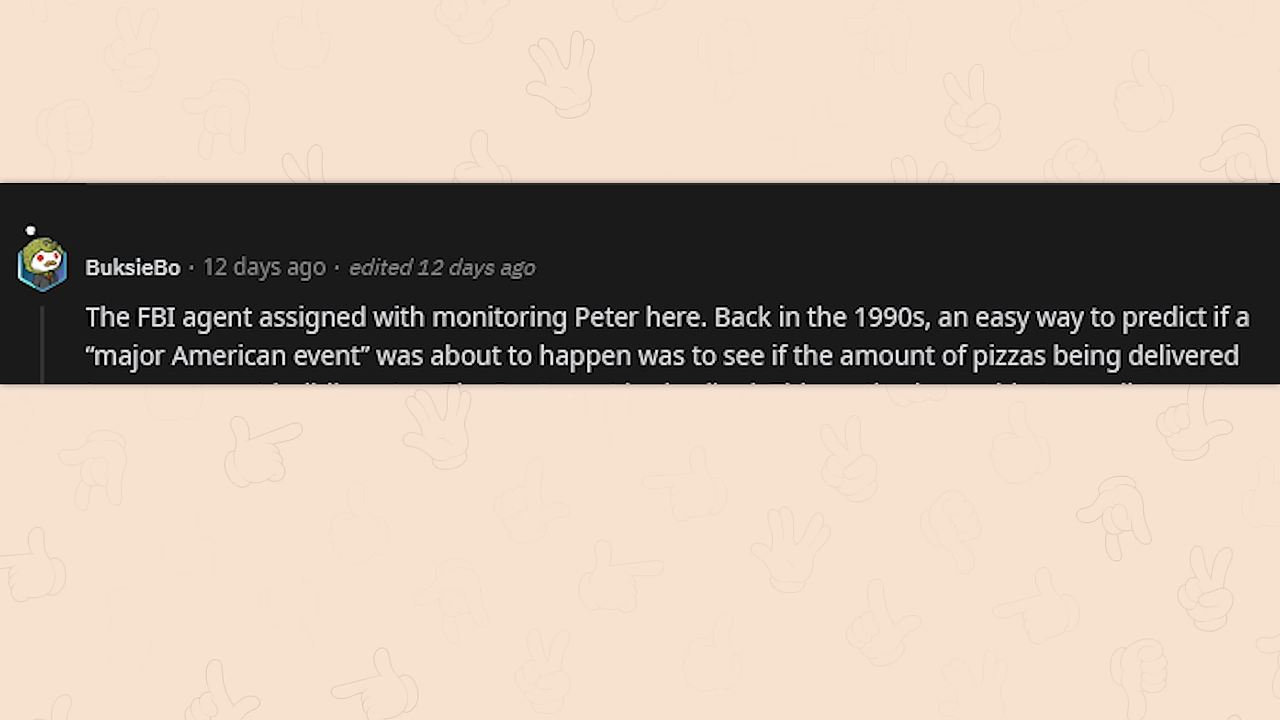 BuksieBo · 12 days ago · edited 12 days ago
The FBI agent assigned with monitoring Peter here. Back in the 1990s, an easy way to predict if a
“major American event” was about to happen was to see if the amount of pizzas being delivered